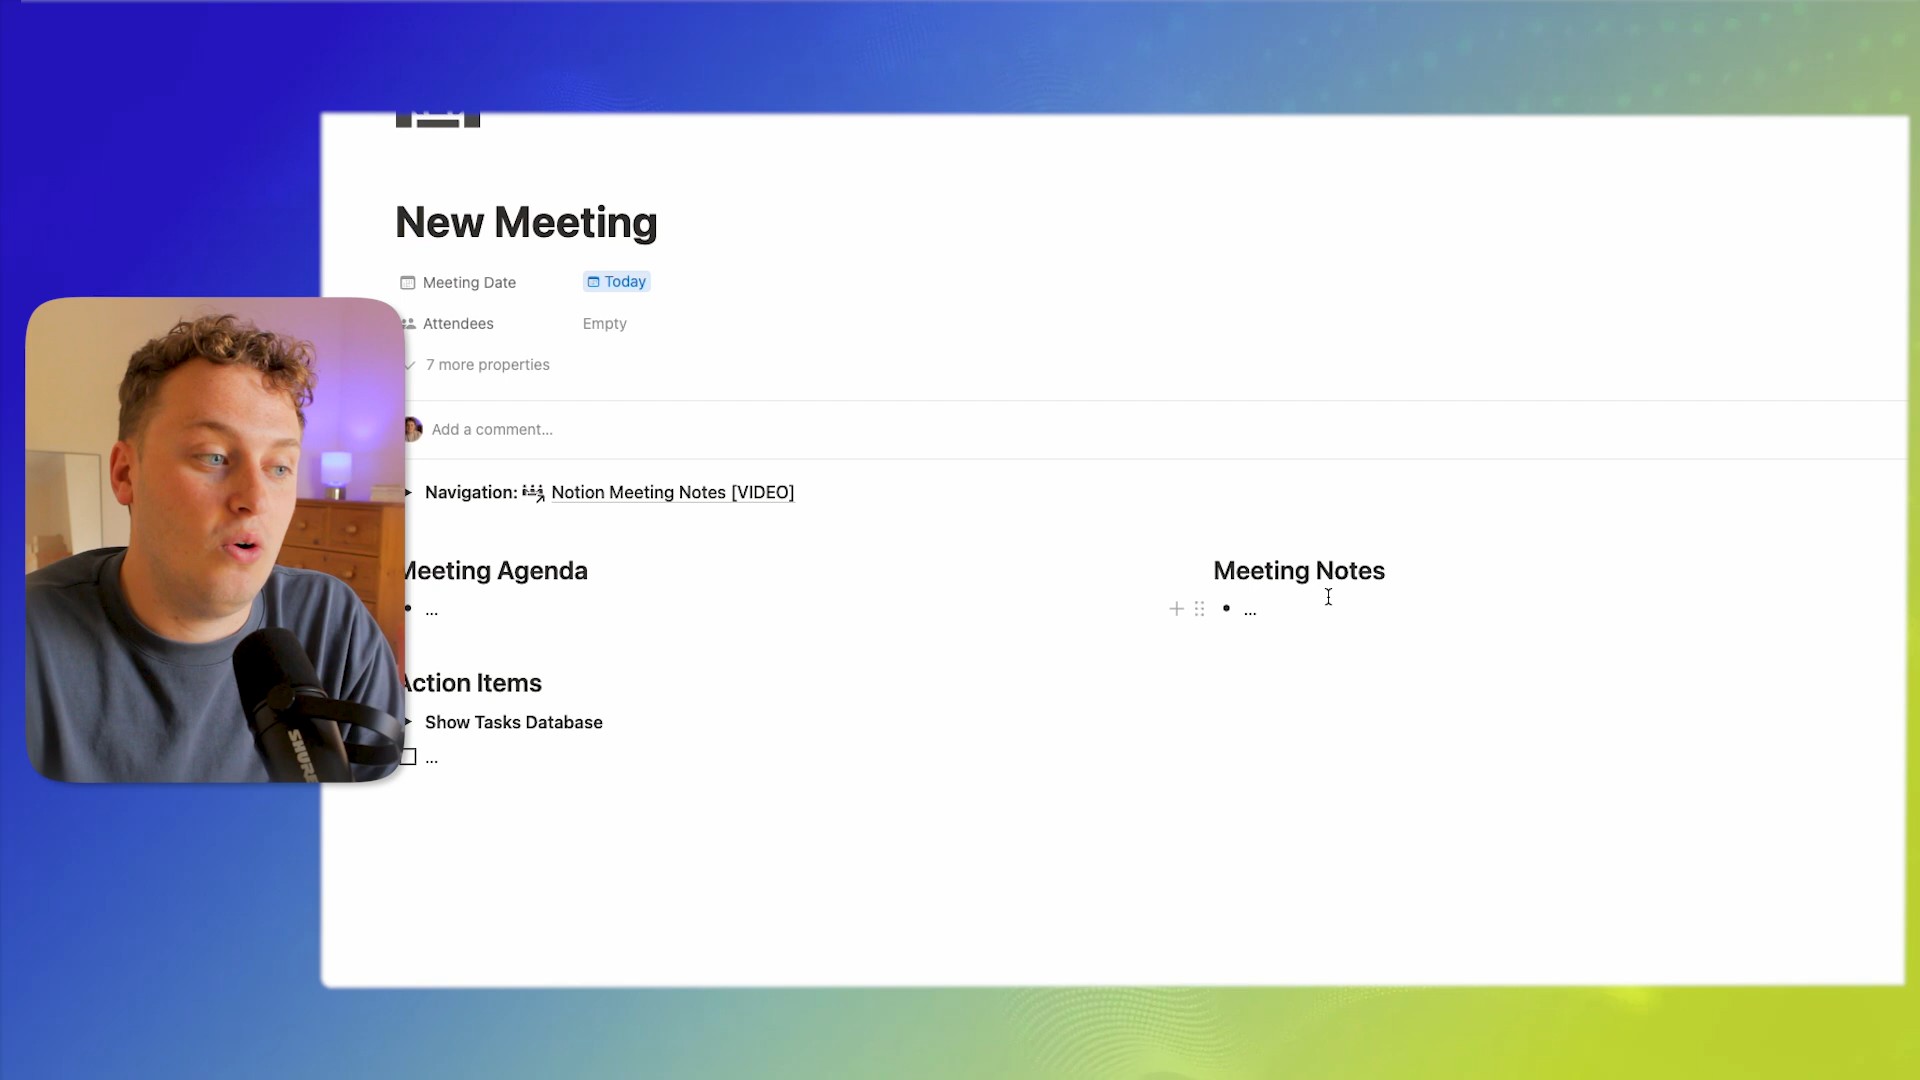 New Meeting
Meeting Date
Today
Attendees
Empty
7 more properties
Add a comment...
Navigation: Notion Meeting Notes [VIDEO]
Meeting Agenda
Meeting Notes
• ...
• ...
Action Items
Show Tasks Database
...
SHURE